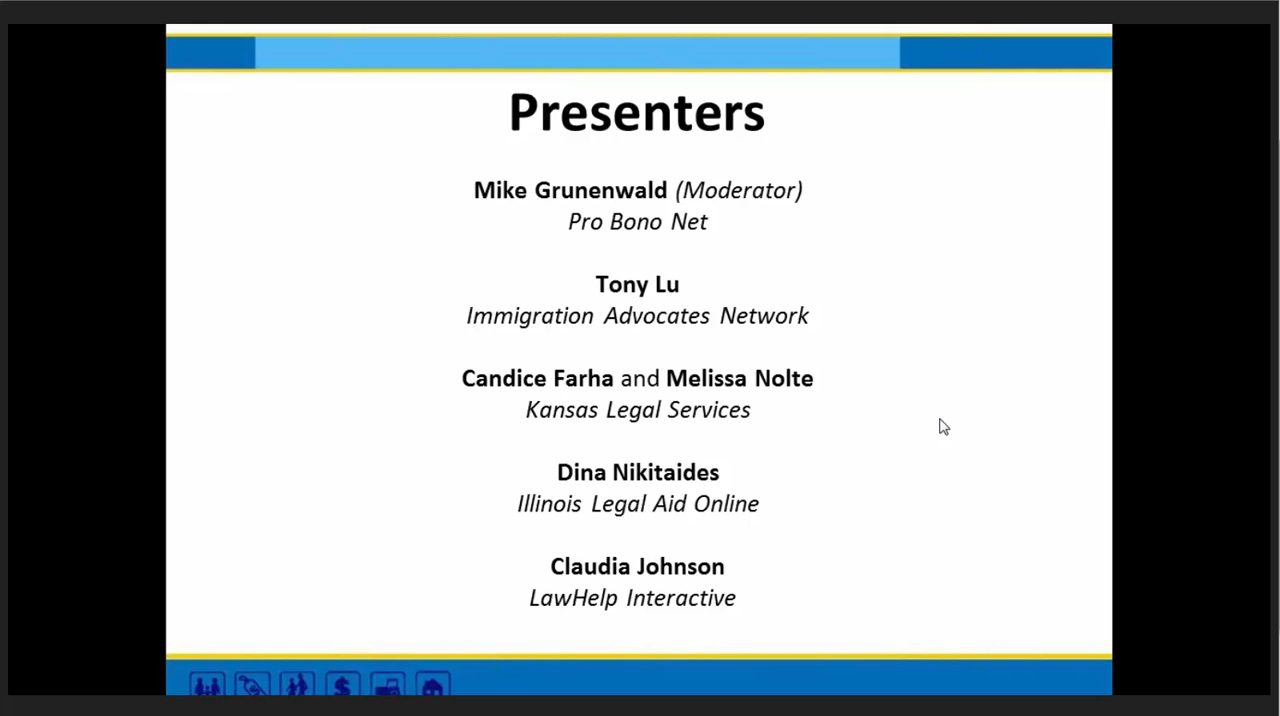 Presenters
Mike Grunenwald (Moderator)
Pro Bono Net
Tony Lu
Immigration Advocates Network
Candice Farha and Melissa Nolte
Kansas Legal Services
Dina Nikitaides
Illinois Legal Aid Online
Claudia Johnson
LawHelp Interactive
$